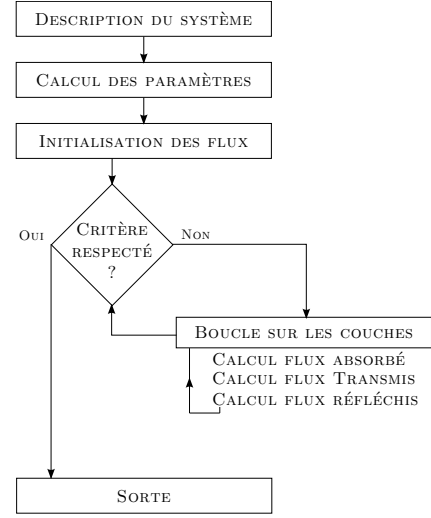 Description du système
Calcul des paramètres
Initialisation des flux
Critère
respecté
?
Oui
Non
Boucle sur les couches
Calcul flux absorbé
Calcul flux Transmis
Calcul flux réfléchis
Sorte